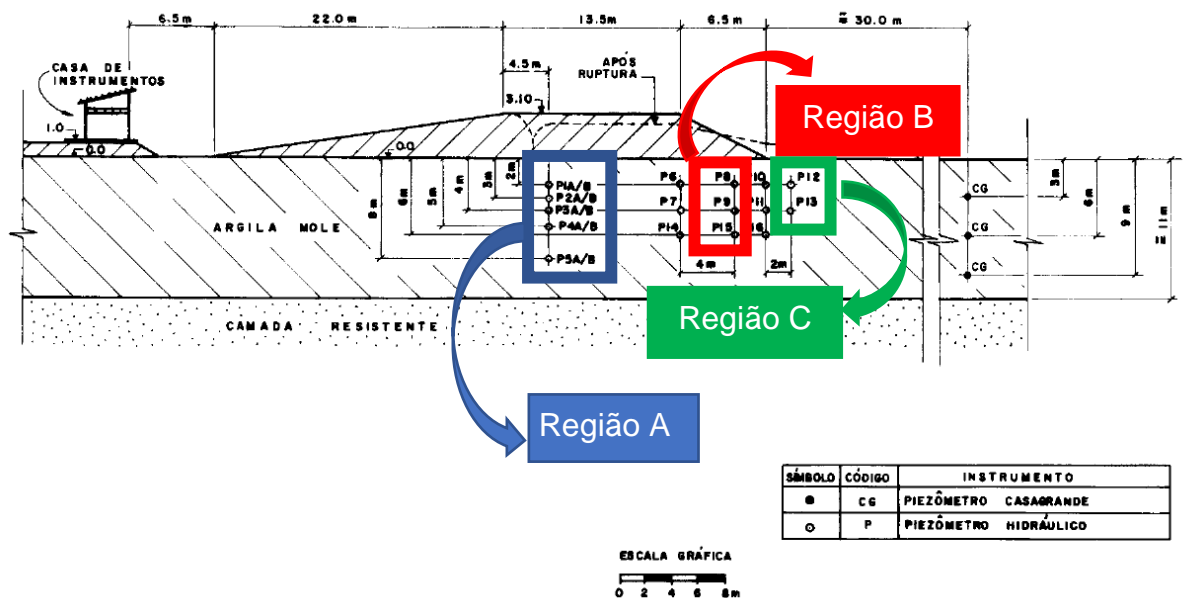 6.5m 22.0m 13.5m 6.5m ≅ 30.0 m
CASA DE
INSTRUMENTOS
4.5m
APÓS
RUPTURA
3.10
Região B
1.0
0.0
0.0
2m
3m
4m
5m
6m
8m
P1A/B
P2A/B
P3A/B
P4A/B
P5A/B
P6 P8 P10 P12
P7 P9 P11 P13
P14 P15 P16
4m 2m
CG
CG
CG
3m
6m
9m
≅ 11m
ARGILA MOLE
CAMADA RESISTENTE
Região C
Região A
SÍMBOLO CÓDIGO INSTRUMENTO
CG PIEZÔMETRO CASAGRANDE
P PIEZÔMETRO HIDRÁULICO
ESCALA GRÁFICA
0 2 4 6 8m